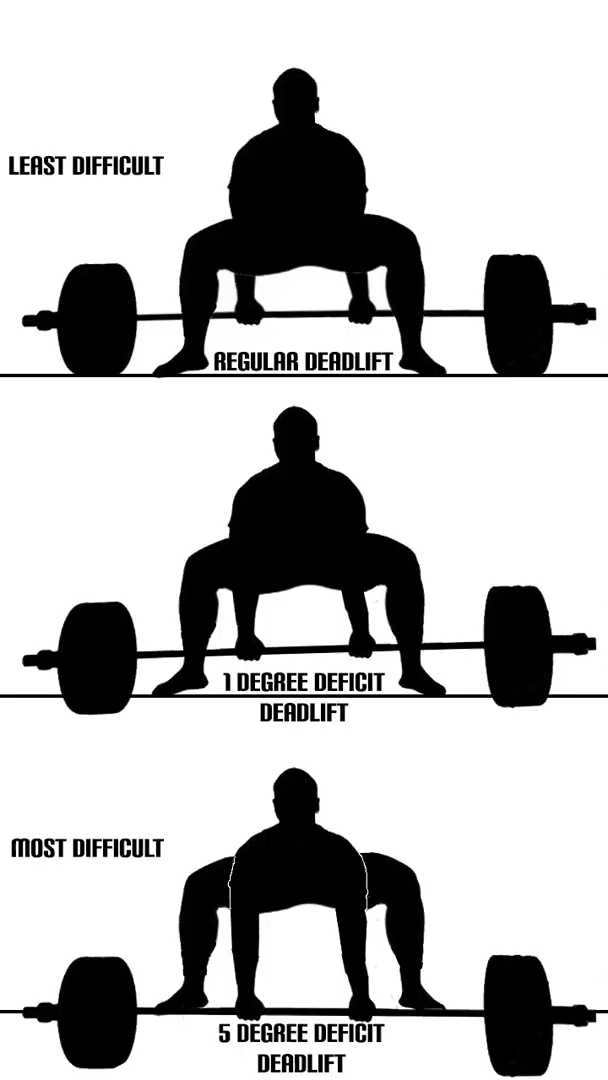 LEAST DIFFICULT
REGULAR DEADLIFT
1 DEGREE DEFICIT
DEADLIFT
MOST DIFFICULT
5 DEGREE DEFICIT
DEADLIFT